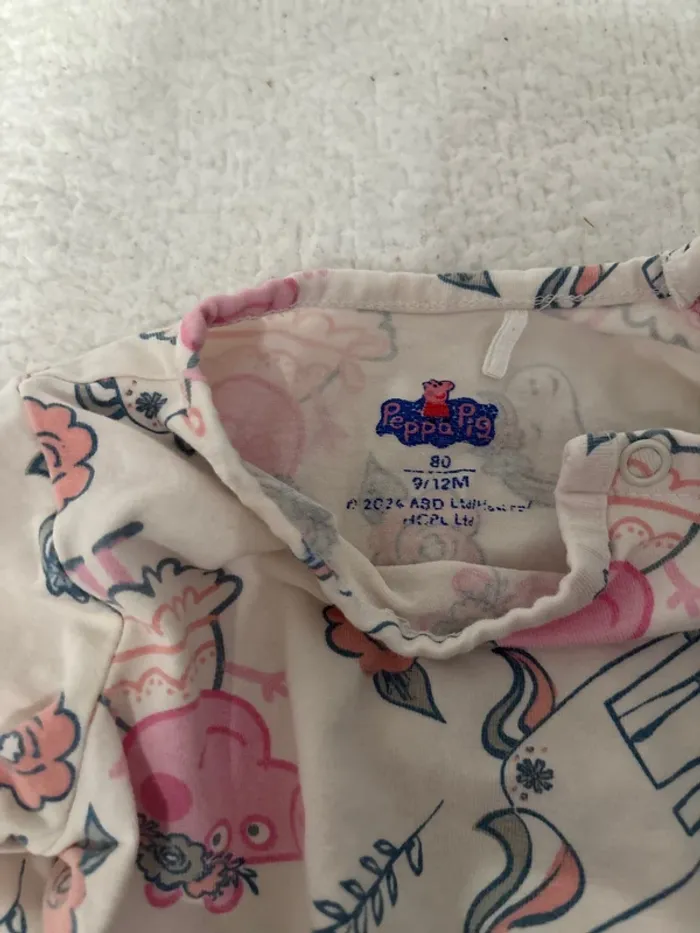 Peppa Pig
80
9/12M
© 2024 ABD Ltd/Hasbro/
HCPL Ltd